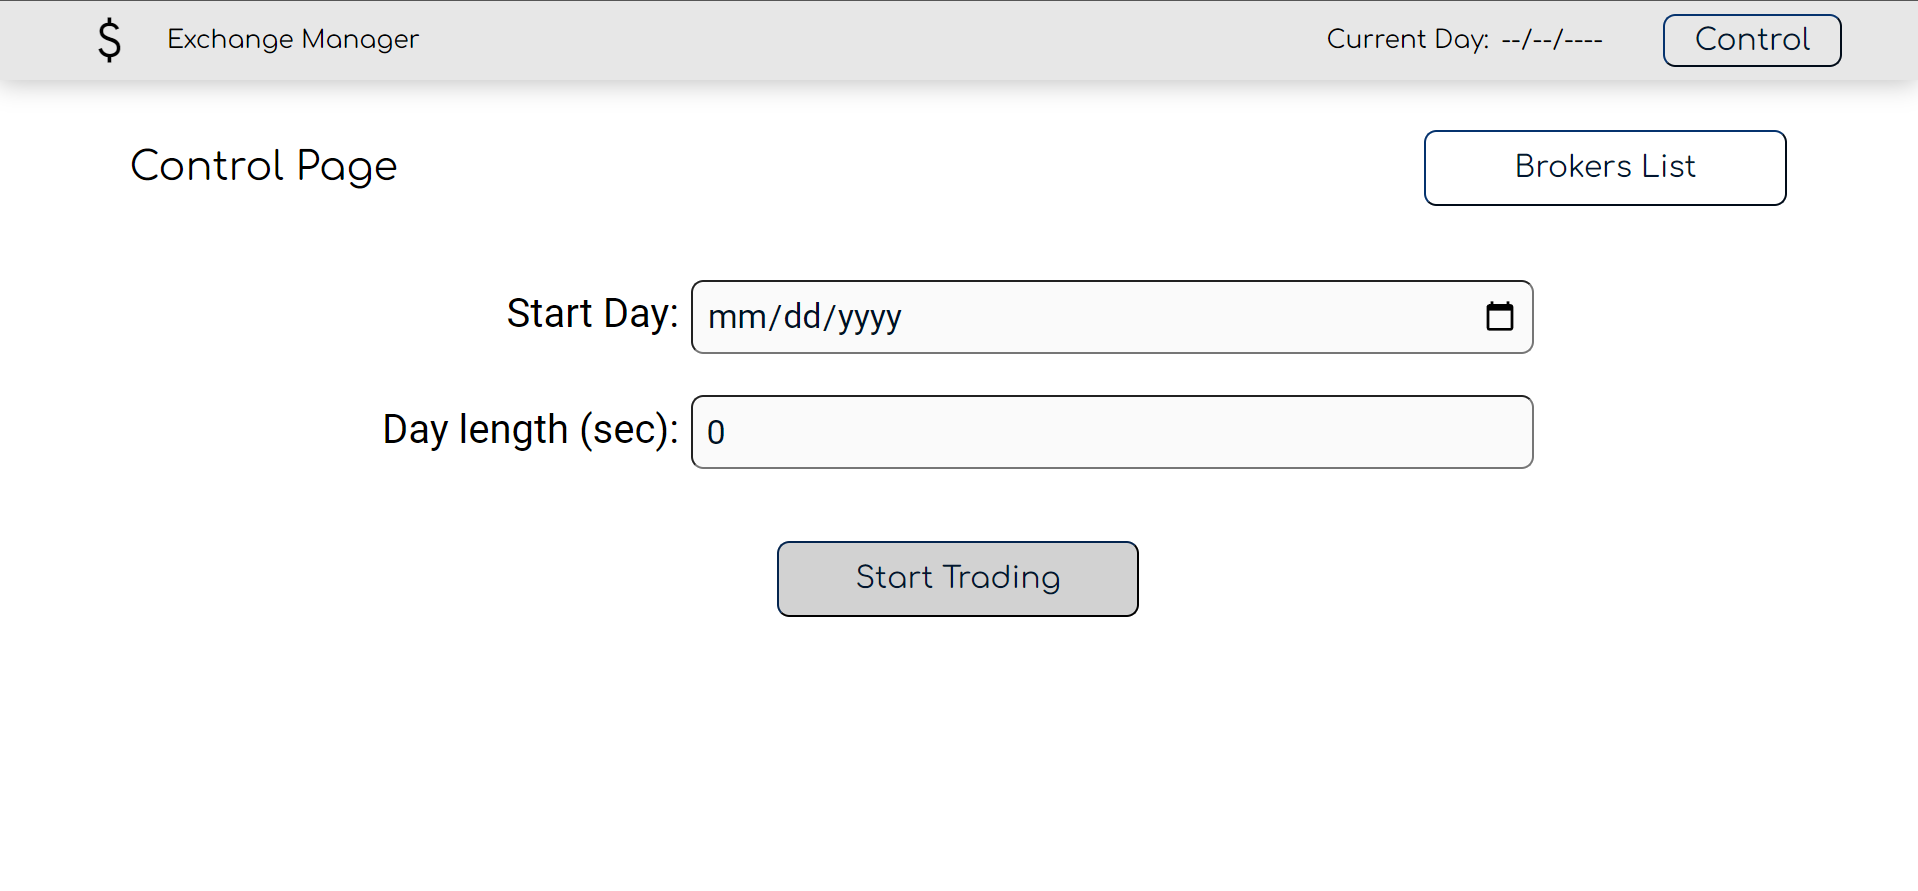 $ Exchange Manager Current Day: --/--/---- Control
Control Page Brokers List
Start Day: mm/dd/yyyy
Day length (sec): 0
Start Trading